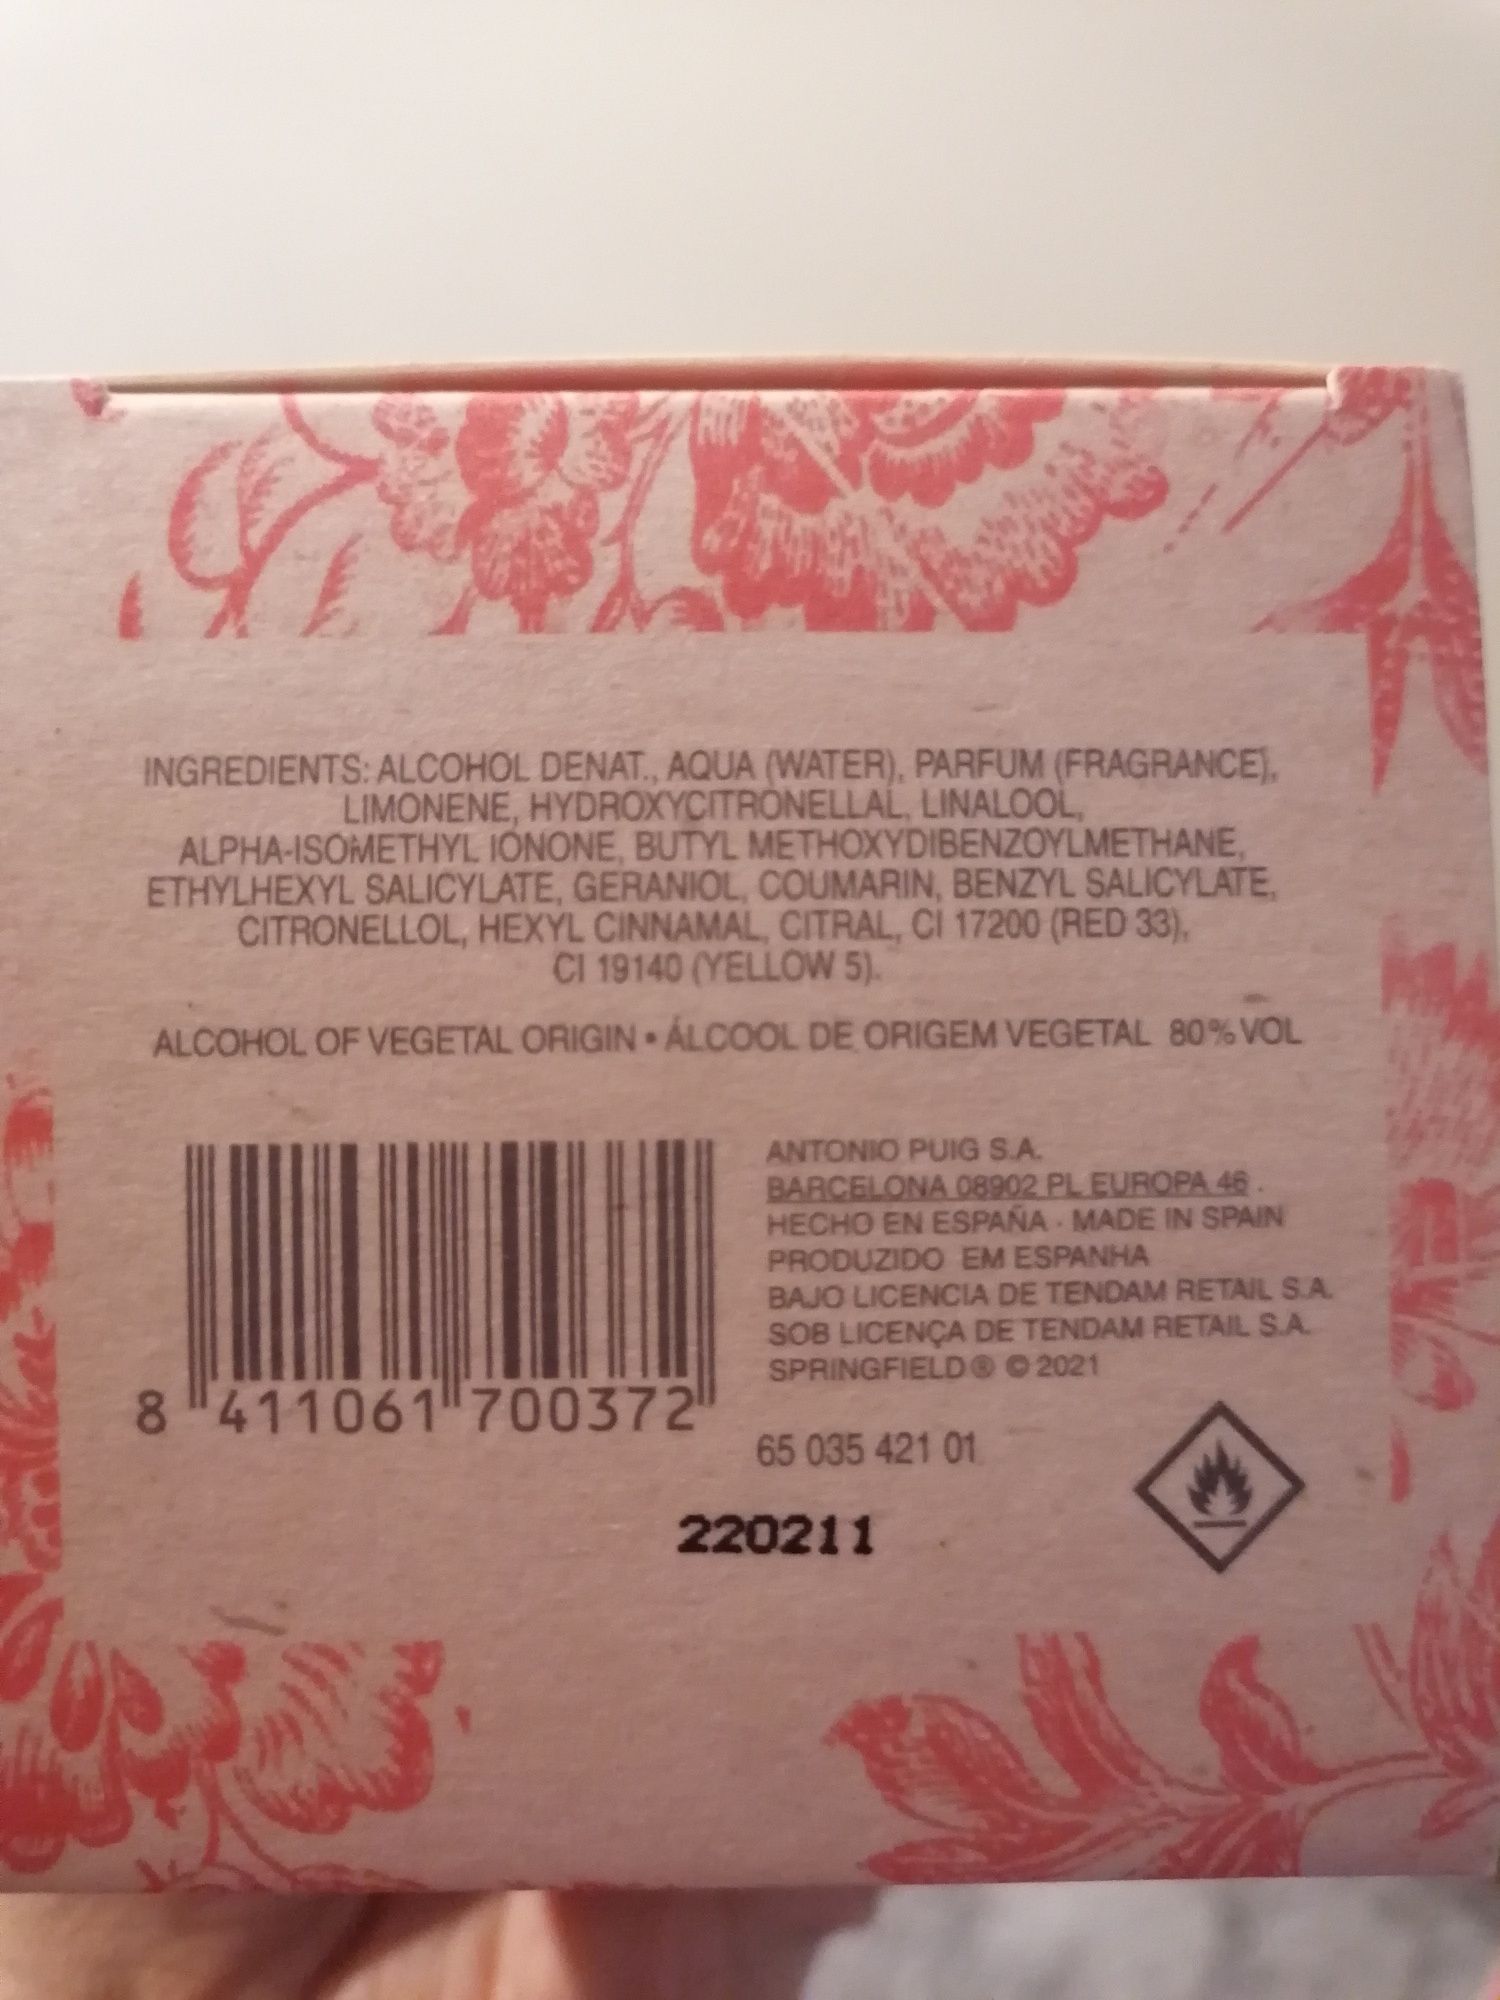 INGREDIENTS: ALCOHOL DENAT., AQUA (WATER), PARFUM (FRAGRANCE),
LIMONENE, HYDROXYCITRONELLAL, LINALOOL,
ALPHA-ISOMETHYL IONONE, BUTYL METHOXYDIBENZOYLMETHANE,
ETHYLHEXYL SALICYLATE, GERANIOL, COUMARIN, BENZYL SALICYLATE,
CITRONELLOL, HEXYL CINNAMAL, CITRAL, CI 17200 (RED 33),
CI 19140 (YELLOW 5).
ALCOHOL OF VEGETAL ORIGIN • ÁLCOOL DE ORIGEM VEGETAL 80% VOL
ANTONIO PUIG S.A.
BARCELONA 08902 PL EUROPA 46.
HECHO EN ESPAÑA · MADE IN SPAIN
PRODUZIDO EM ESPANHA
BAJO LICENCIA DE TENDAM RETAIL S.A.
SOB LICENÇA DE TENDAM RETAIL S.A.
SPRINGFIELD® © 2021
8 411061 700372
65 035 421 01
220211